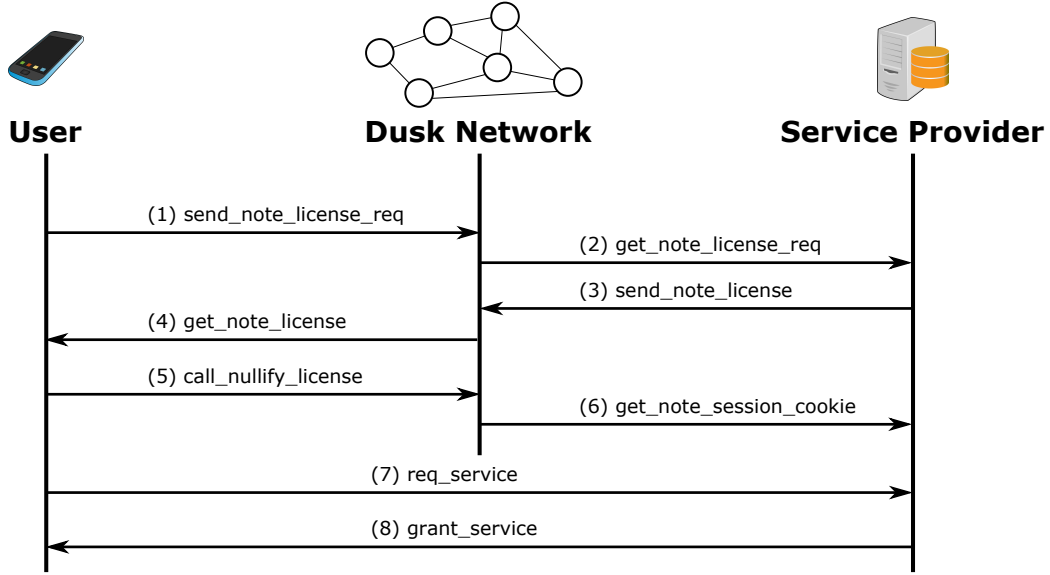 User
Dusk Network
Service Provider
(1) send_note_license_req
(2) get_note_license_req
(3) send_note_license
(4) get_note_license
(5) call_nullify_license
(6) get_note_session_cookie
(7) req_service
(8) grant_service